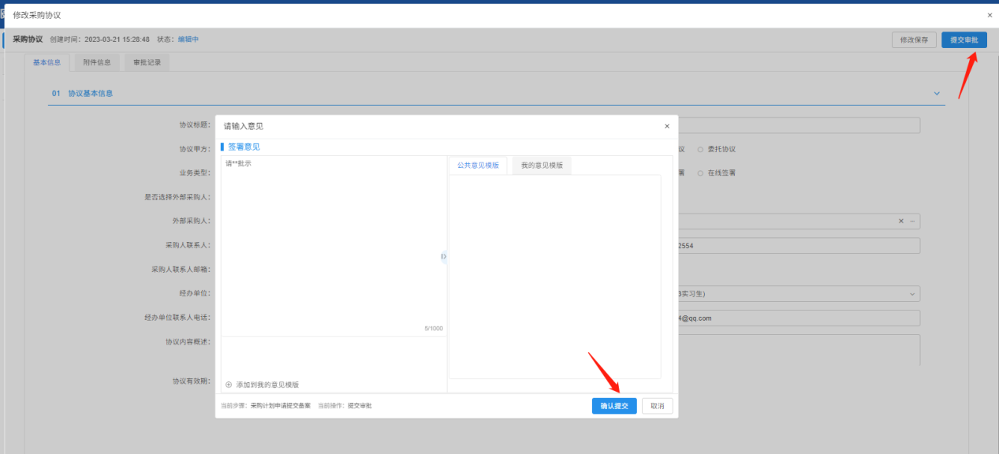 修改采购协议
采购协议 创建时间：2023-03-21 15:28:48 状态：编辑中 修改保存 提交审批
基本信息 附件信息 审批记录
01 协议基本信息
协议标题：
协议甲方： 议 委托协议
业务类型： 署 在线签署
是否选择外部采购人：
外部采购人：
采购人联系人： 2554
采购人联系人邮箱：
经办单位： 实习生)
经办单位联系人电话： 4@qq.com
协议内容概述：
协议有效期：
请输入意见
签署意见
请**批示
公共意见模版 我的意见模版
5/1000
添加到我的意见模版
当前步骤：采购计划申请提交备案 当前操作：提交审批 确认提交 取消